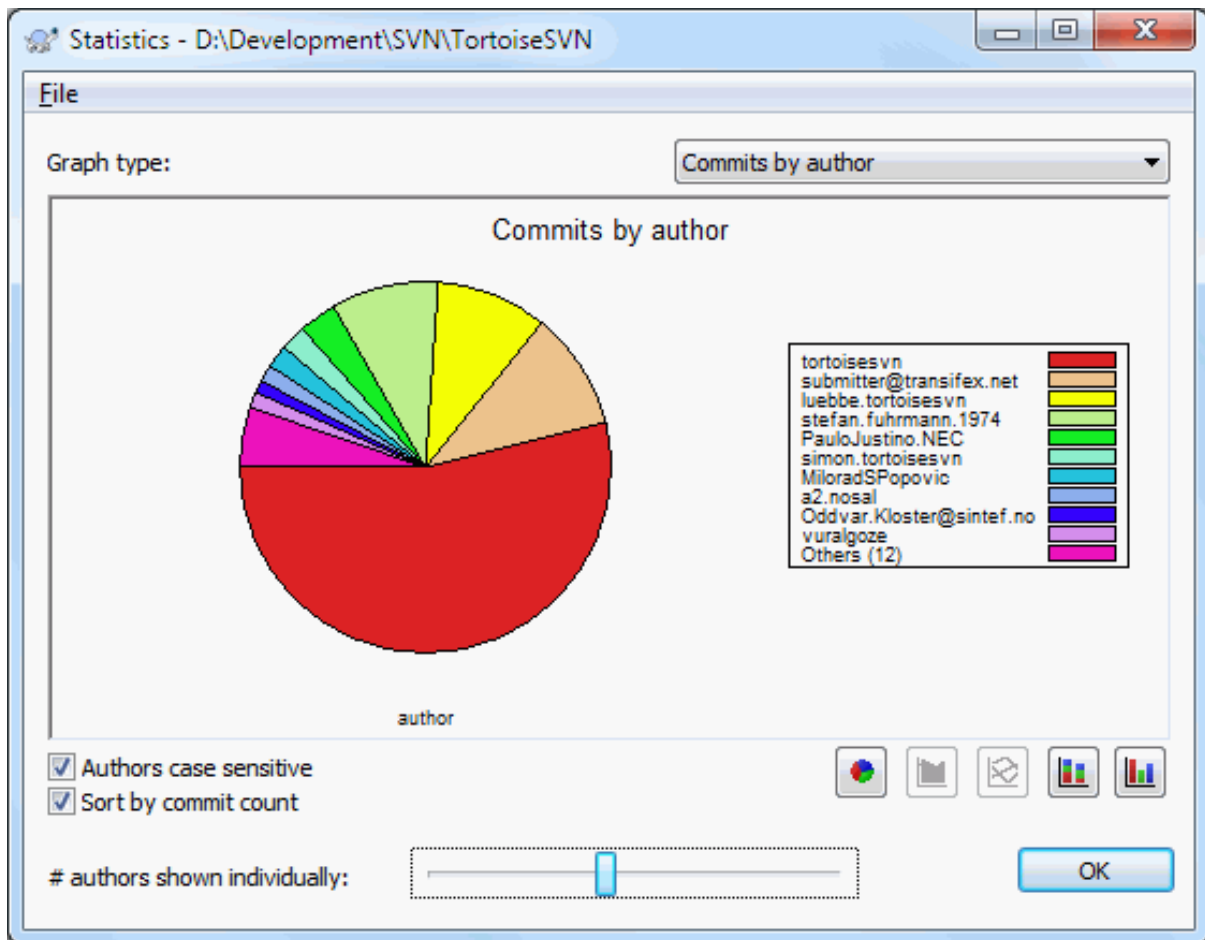 Statistics - D:\Development\SVN\TortoiseSVN
File
Graph type:
Commits by author
Commits by author
tortoisesvn
submitter@transifex.net
luebbe.tortoisesvn
stefan.fuhrmann.1974
PauloJustino.NEC
simon.tortoisesvn
MiloradSPopovic
a2.nosal
Oddvar.Kloster@sintef.no
vuralgoze
Others (12)
author
Authors case sensitive
Sort by commit count
# authors shown individually:
OK